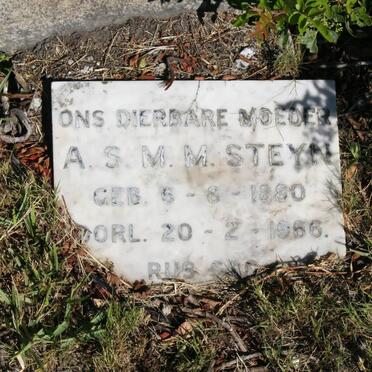 ONS DIERBARE MOEDER
A. S. M. M. STEYN
GEB. 6 - 6 - 1880
OORL. 20 - 2 - 1966.
RUS